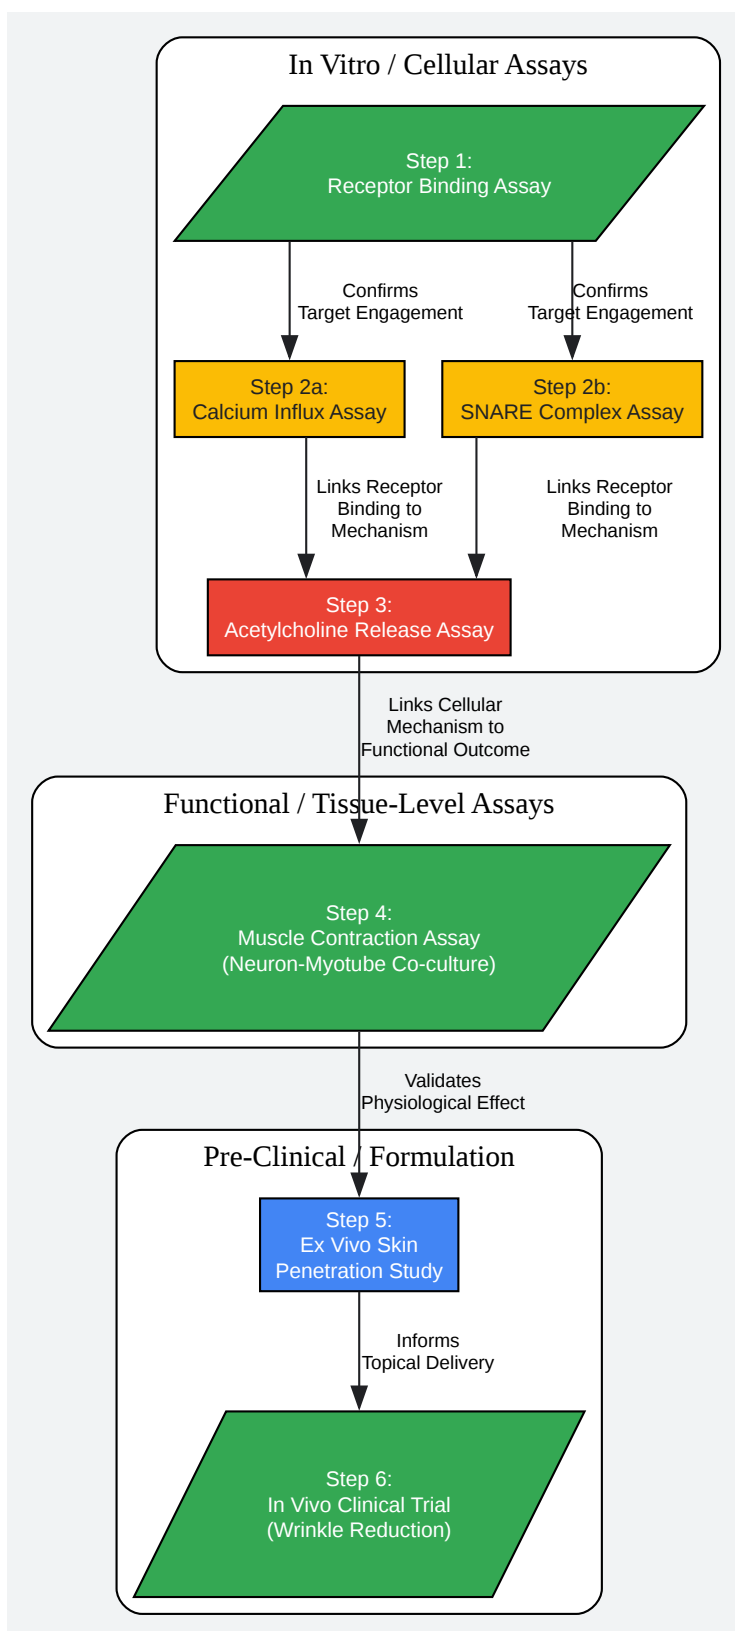 In Vitro / Cellular Assays
Step 1:
Receptor Binding Assay
Confirms
Target Engagement
Confirms
Target Engagement
Step 2a:
Calcium Influx Assay
Step 2b:
SNARE Complex Assay
Links Receptor
Binding to
Mechanism
Links Receptor
Binding to
Mechanism
Step 3:
Acetylcholine Release Assay
Links Cellular
Mechanism to
Functional Outcome
Functional / Tissue-Level Assays
Step 4:
Muscle Contraction Assay
(Neuron-Myotube Co-culture)
Validates
Physiological Effect
Pre-Clinical / Formulation
Step 5:
Ex Vivo Skin
Penetration Study
Informs
Topical Delivery
Step 6:
In Vivo Clinical Trial
(Wrinkle Reduction)